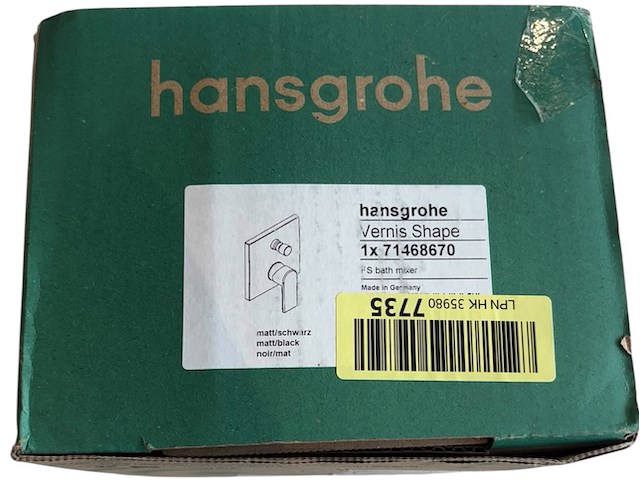 hansgrohe
hansgrohe
Vernis Shape
1x 71468670
FS bath mixer
Made in Germany
matt/schwarz
matt/black
noir/mat
LPN HK 35980 7735